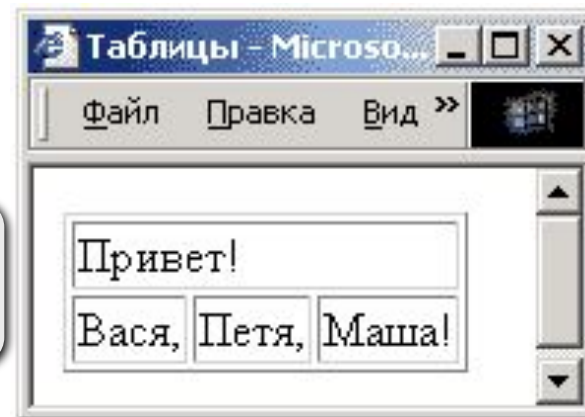 Таблицы - Microso...
Файл Правка Вид »
Привет!
Вася, Петя, Маша!